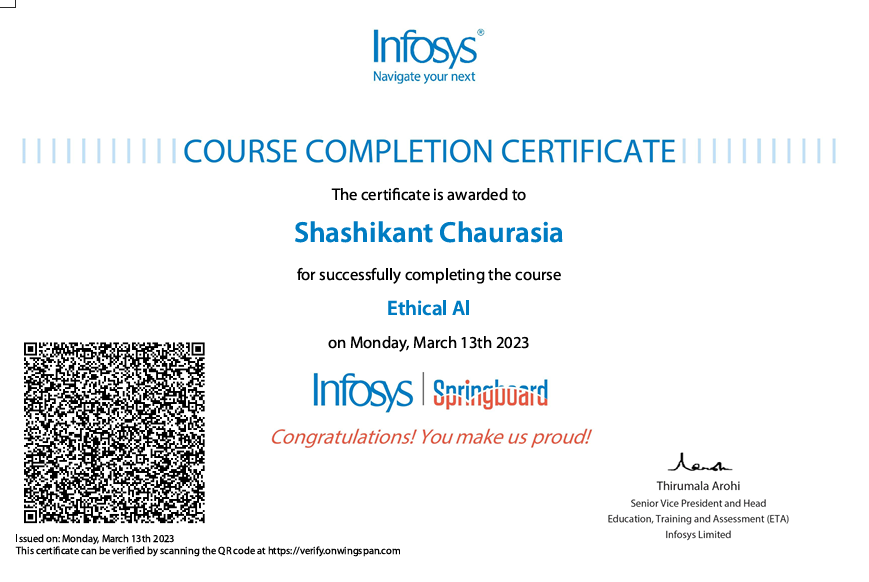 Infosys®
Navigate your next
COURSE COMPLETION CERTIFICATE
The certificate is awarded to
Shashikant Chaurasia
for successfully completing the course
Ethical AI
on Monday, March 13th 2023
Infosys | Springboard
Congratulations! You make us proud!
Thirumala Arohi
Senior Vice President and Head
Education, Training and Assessment (ETA)
Infosys Limited
Issued on: Monday, March 13th 2023
This certificate can be verified by scanning the QR code at https://verify.onwingspan.com